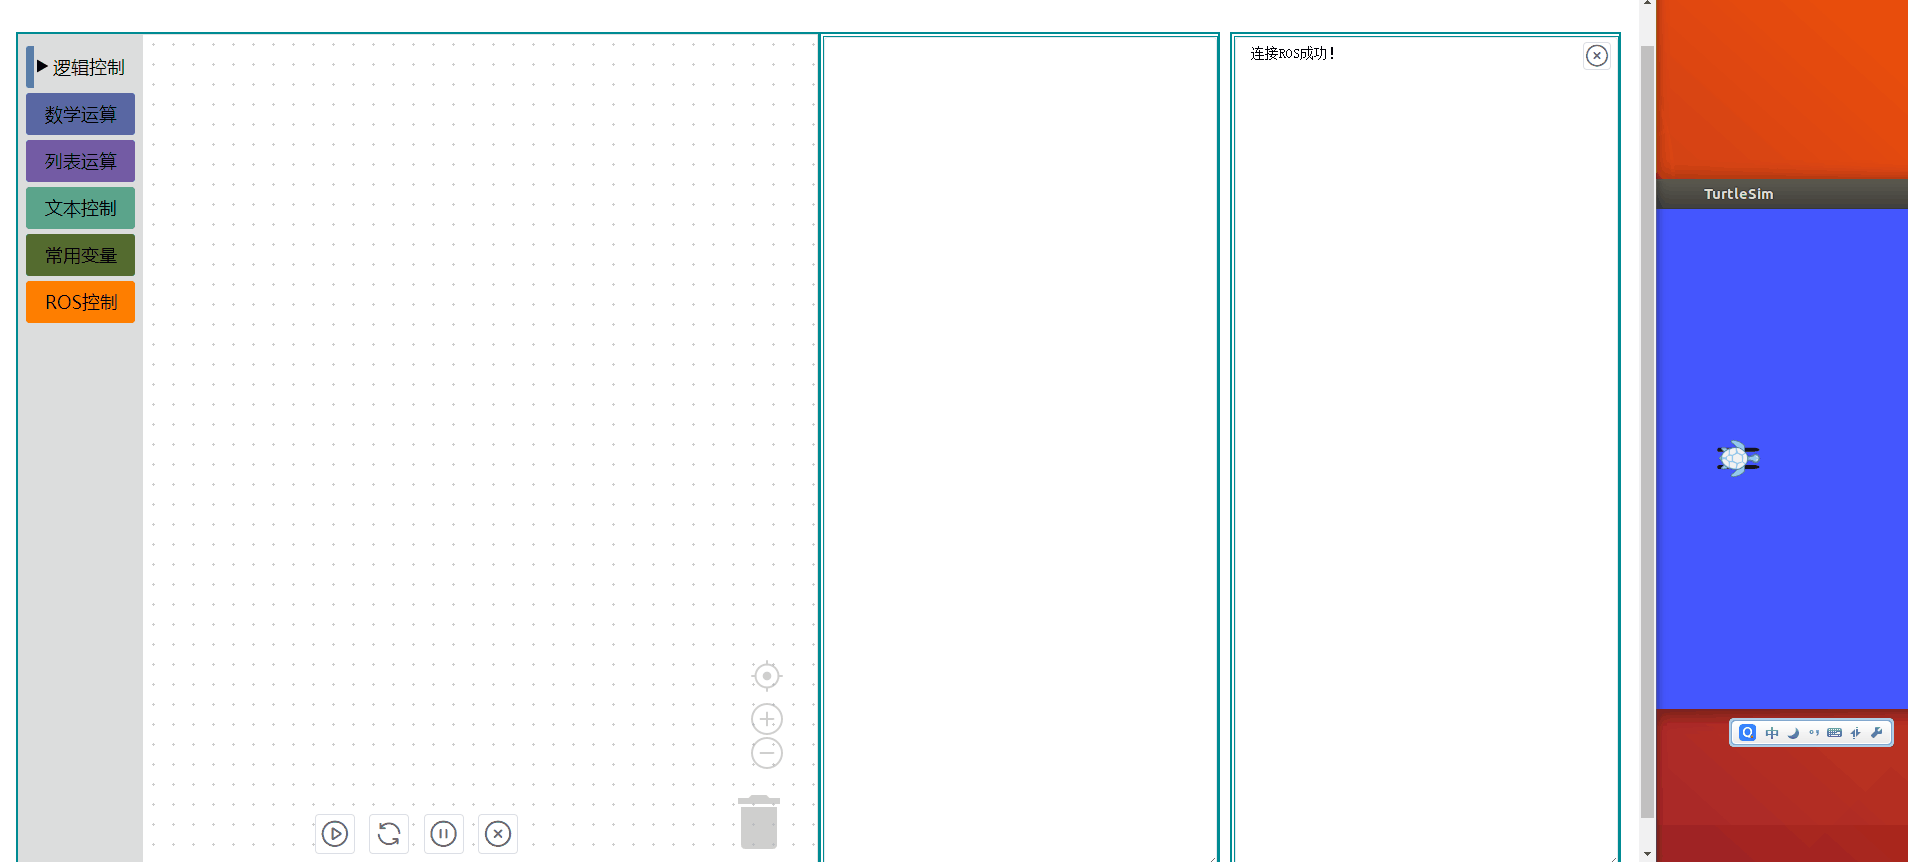 逻辑控制
数学运算
列表运算
文本控制
常用变量
ROS控制
连接ROS成功！
TurtleSim
中